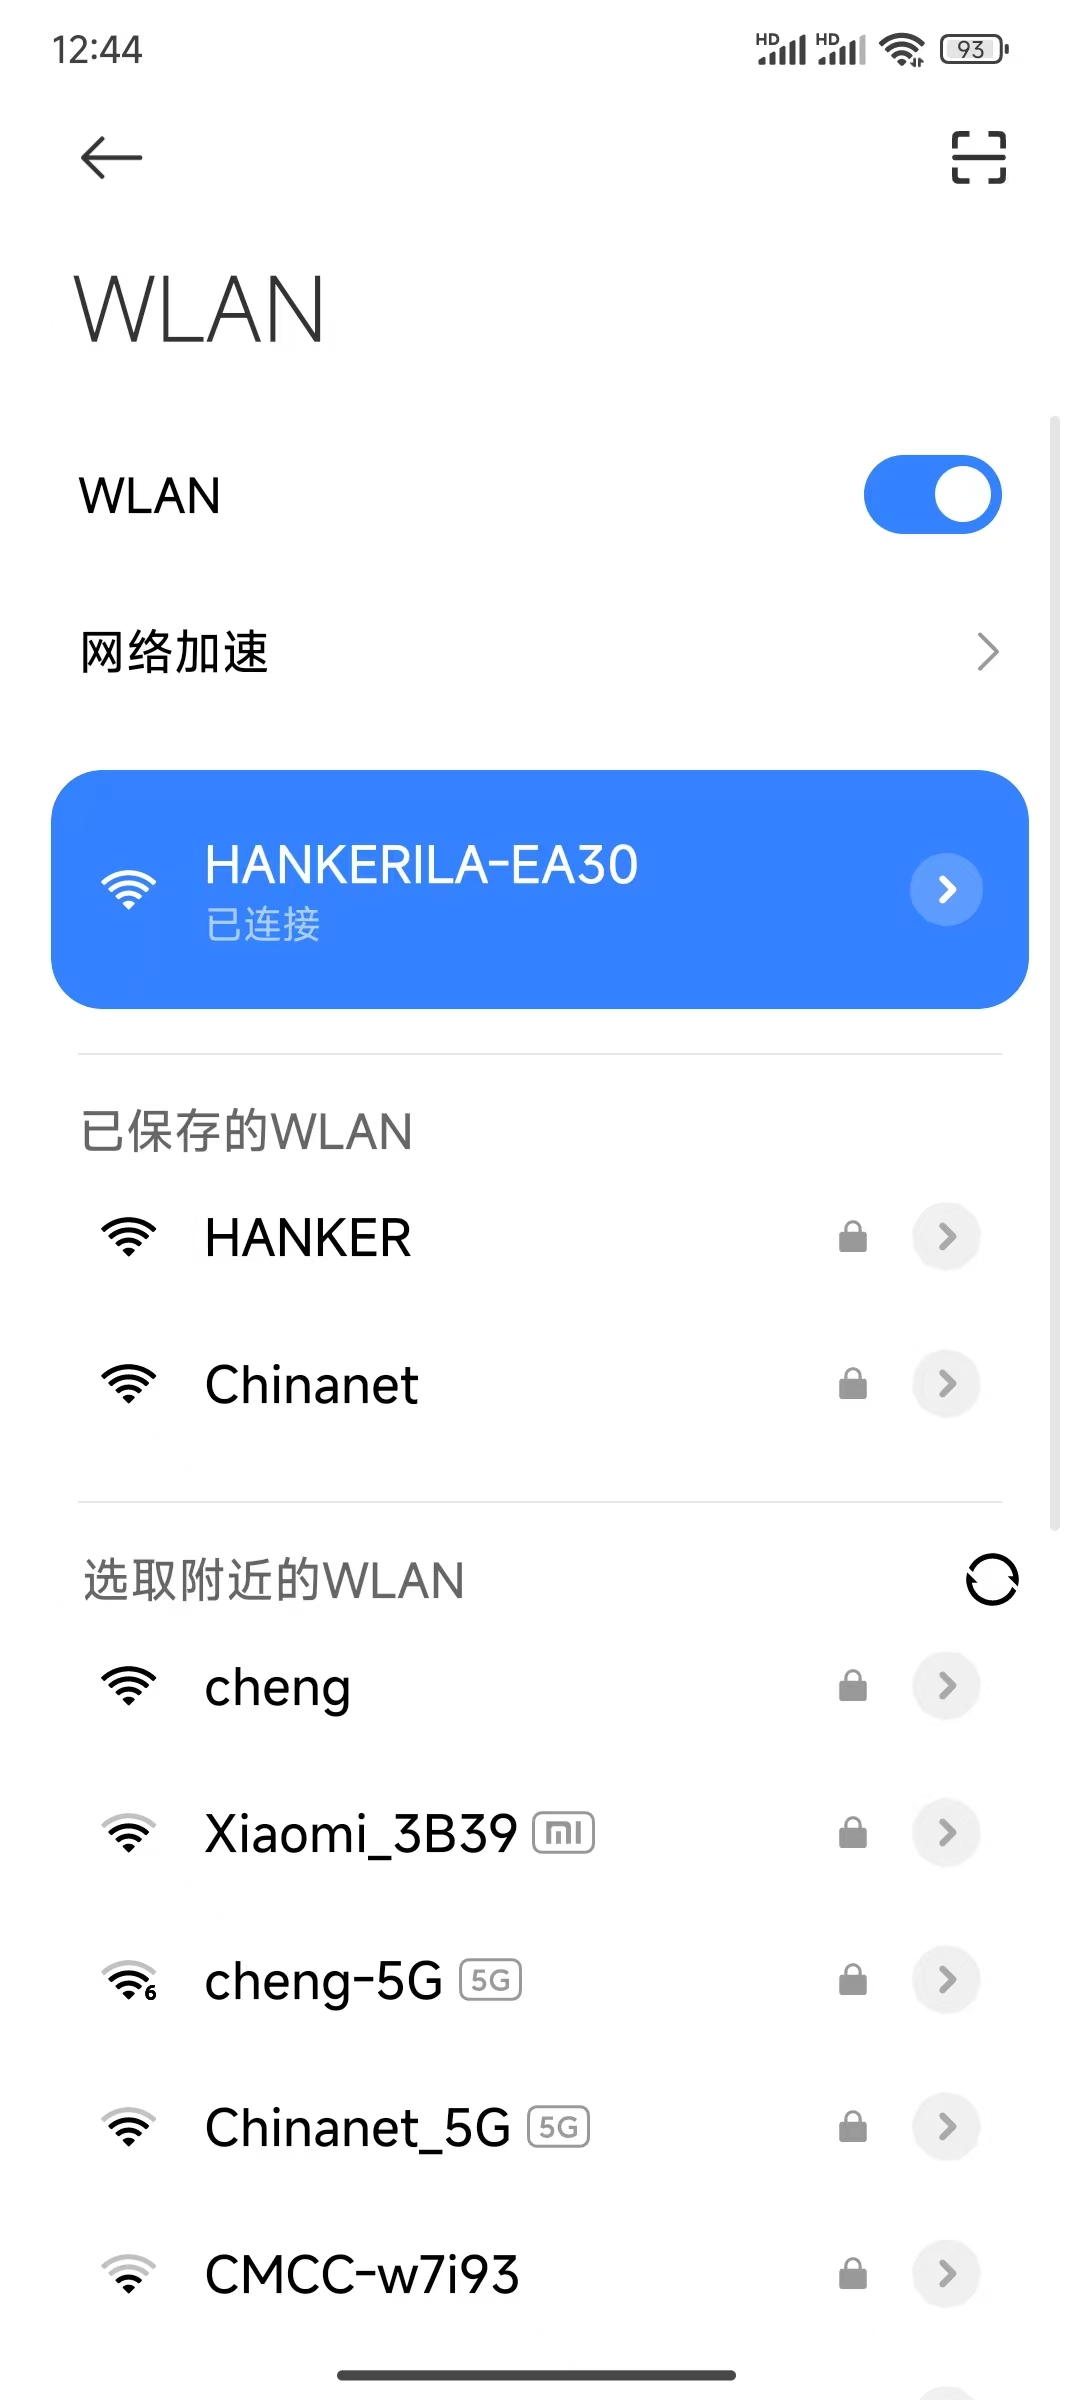 12:44
HD HD 93
WLAN
WLAN
网络加速
HANKERILA-EA30
已连接
已保存的WLAN
HANKER
Chinanet
选取附近的WLAN
cheng
Xiaomi_3B39 mi
6 cheng-5G 5G
Chinanet_5G 5G
CMCC-w7i93